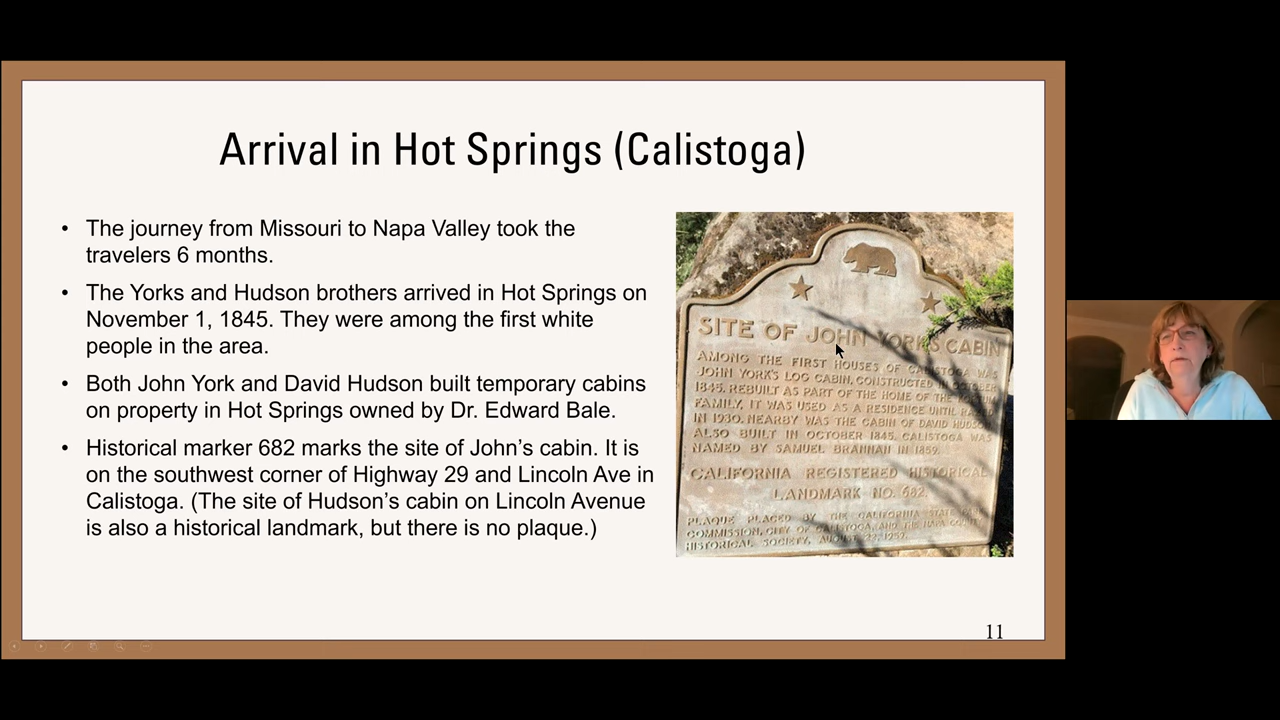 Arrival in Hot Springs (Calistoga)
• The journey from Missouri to Napa Valley took the
travelers 6 months.
• The Yorks and Hudson brothers arrived in Hot Springs on
November 1, 1845. They were among the first white
people in the area.
• Both John York and David Hudson built temporary cabins
on property in Hot Springs owned by Dr. Edward Bale.
• Historical marker 682 marks the site of John’s cabin. It is
on the southwest corner of Highway 29 and Lincoln Ave in
Calistoga. (The site of Hudson’s cabin on Lincoln Avenue
is also a historical landmark, but there is no plaque.)
SITE OF JOHN YORK'S CABIN
AMONG THE FIRST HOUSES OF CALISTOGA WAS
JOHN YORK'S LOG CABIN, CONSTRUCTED IN OCTOBER
1845. REBUILT AS PART OF THE HOME OF THE
FAMILY, IT WAS USED AS A RESIDENCE UNTIL RAZED
IN 1930. NEARBY WAS THE CABIN OF DAVID HUDSON,
ALSO BUILT IN OCTOBER 1845. CALISTOGA WAS
NAMED BY SAMUEL BRANNAN IN 1859.
CALIFORNIA REGISTERED HISTORICAL
LANDMARK NO. 682
PLAQUE PLACED BY THE CALIFORNIA STATE PARK
COMMISSION, CITY OF CALISTOGA, AND THE NAPA COUNTY
HISTORICAL SOCIETY, AUGUST 1959.
11